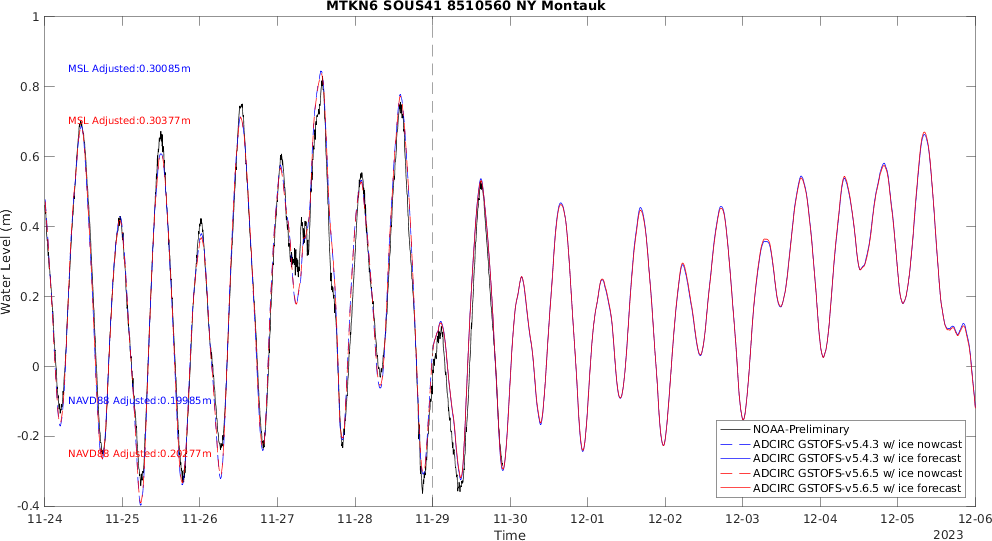 MTKN6 SOUS41 8510560 NY Montauk
1
0.8
0.6
0.4
0.2
0
-0.2
-0.4
Water Level (m)
MSL Adjusted:0.30085m
MSL Adjusted:0.30377m
NAVD88 Adjusted:0.19985m
NAVD88 Adjusted:0.20277m
NOAA-Preliminary
ADCIRC GSTOFS-v5.4.3 w/ ice nowcast
ADCIRC GSTOFS-v5.4.3 w/ ice forecast
ADCIRC GSTOFS-v5.6.5 w/ ice nowcast
ADCIRC GSTOFS-v5.6.5 w/ ice forecast
11-24 11-25 11-26 11-27 11-28 11-29 11-30 12-01 12-02 12-03 12-04 12-05 12-06
Time
2023